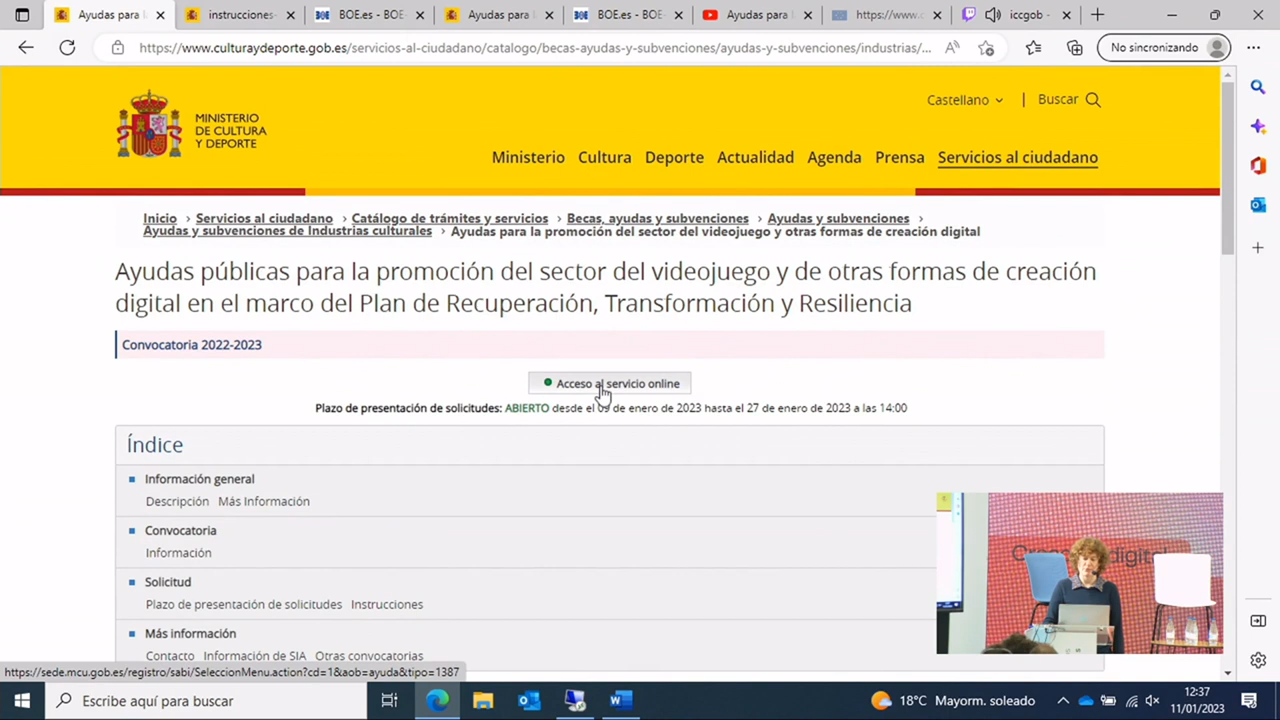 Ayudas para l
instrucciones-
BOE.es - BOE-
Ayudas para l
BOE.es - BOE-
Ayudas para l
https://www.c
iccgob -
https://www.culturaydeporte.gob.es/servicios-al-ciudadano/catalogo/becas-ayudas-y-subvenciones/ayudas-y-subvenciones/industrias/...
No sincronizando
Castellano
Buscar
MINISTERIO
DE CULTURA
Y DEPORTE
Ministerio Cultura Deporte Actualidad Agenda Prensa Servicios al ciudadano
Inicio › Servicios al ciudadano › Catálogo de trámites y servicios › Becas, ayudas y subvenciones › Ayudas y subvenciones ›
Ayudas y subvenciones de Industrias culturales › Ayudas para la promoción del sector del videojuego y otras formas de creación digital
Ayudas públicas para la promoción del sector del videojuego y de otras formas de creación
digital en el marco del Plan de Recuperación, Transformación y Resiliencia
Convocatoria 2022-2023
Acceso al servicio online
Plazo de presentación de solicitudes: ABIERTO desde el 09 de enero de 2023 hasta el 27 de enero de 2023 a las 14:00
Índice
Información general
Descripción Más Información
Convocatoria
Información
Solicitud
Plazo de presentación de solicitudes Instrucciones
Más información
Contacto Información de SIA Otras convocatorias
digital
https://sede.mcu.gob.es/registro/sabi/SeleccionMenu.action?cd=1&aob=ayuda&tipo=1387
Escribe aquí para buscar
18°C Mayorm. soleado
12:37
11/01/2023